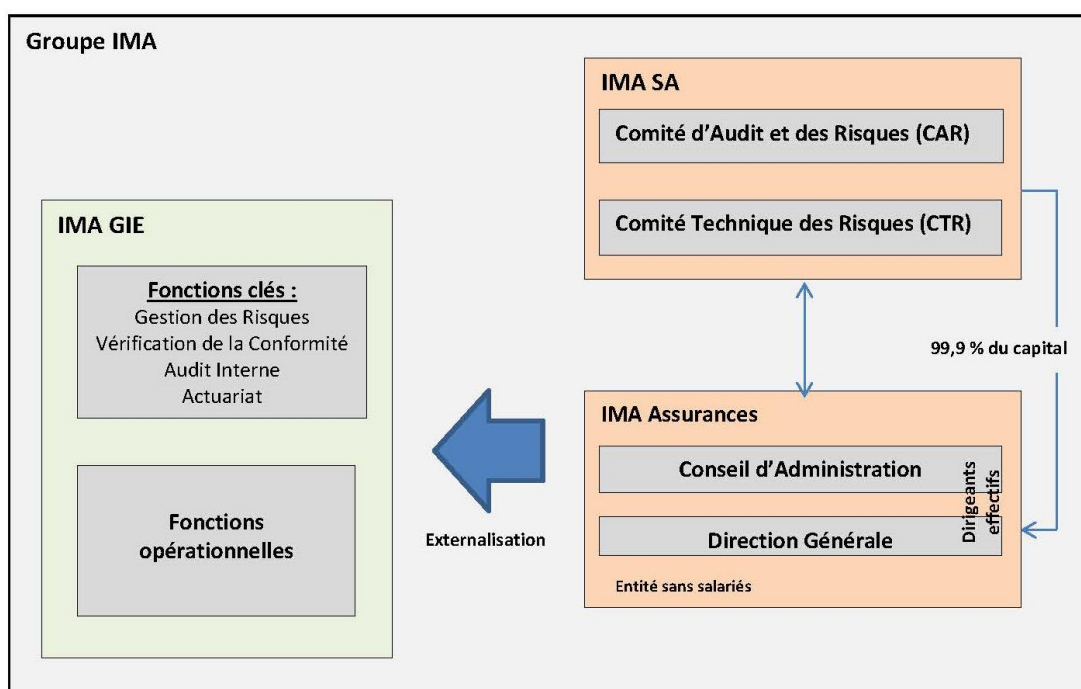 Groupe IMA
IMA SA
Comité d'Audit et des Risques (CAR)
Comité Technique des Risques (CTR)
IMA GIE
Fonctions clés :
Gestion des Risques
Vérification de la Conformité
Audit Interne
Actuariat
Fonctions
opérationnelles
Externalisation
99,9 % du capital
IMA Assurances
Conseil d'Administration
Direction Générale
Dirigeants
effectifs
Entité sans salariés